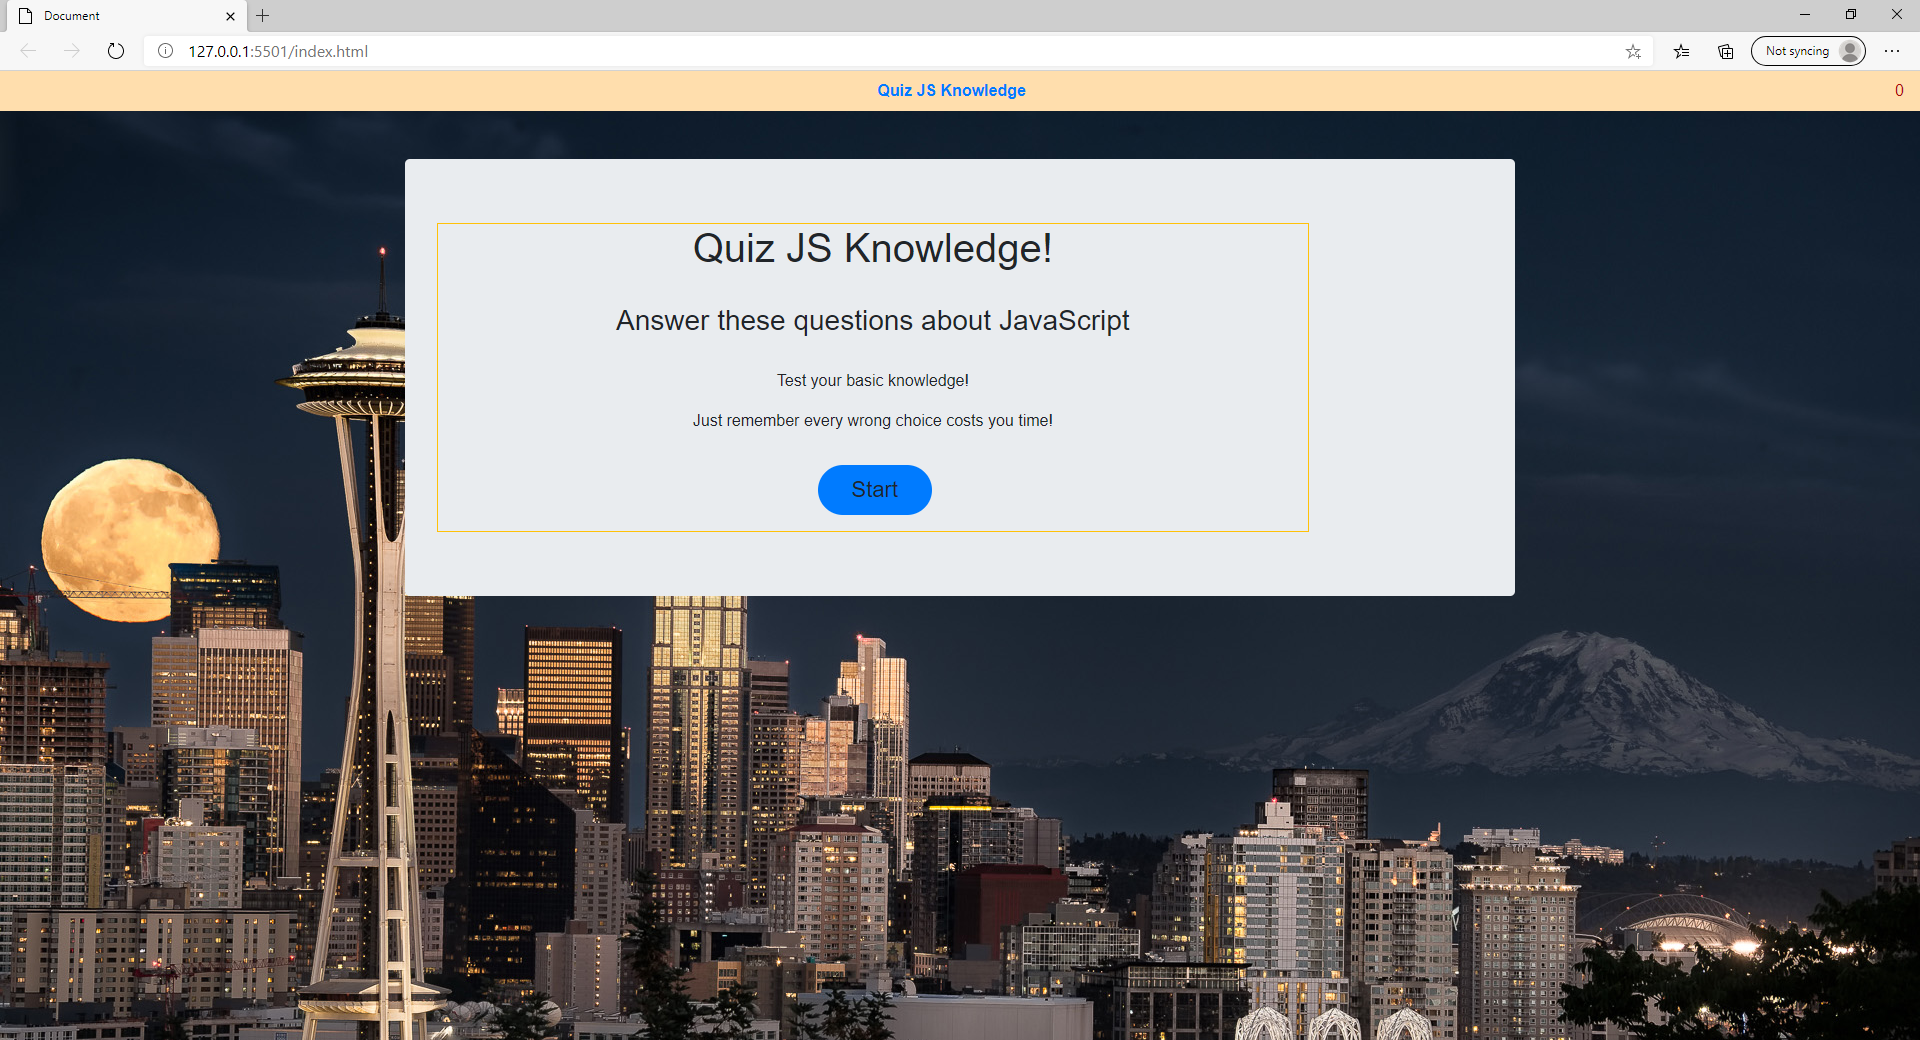 Document
127.0.0.1:5501/index.html
Not syncing
Quiz JS Knowledge
0
Quiz JS Knowledge!
Answer these questions about JavaScript
Test your basic knowledge!
Just remember every wrong choice costs you time!
Start